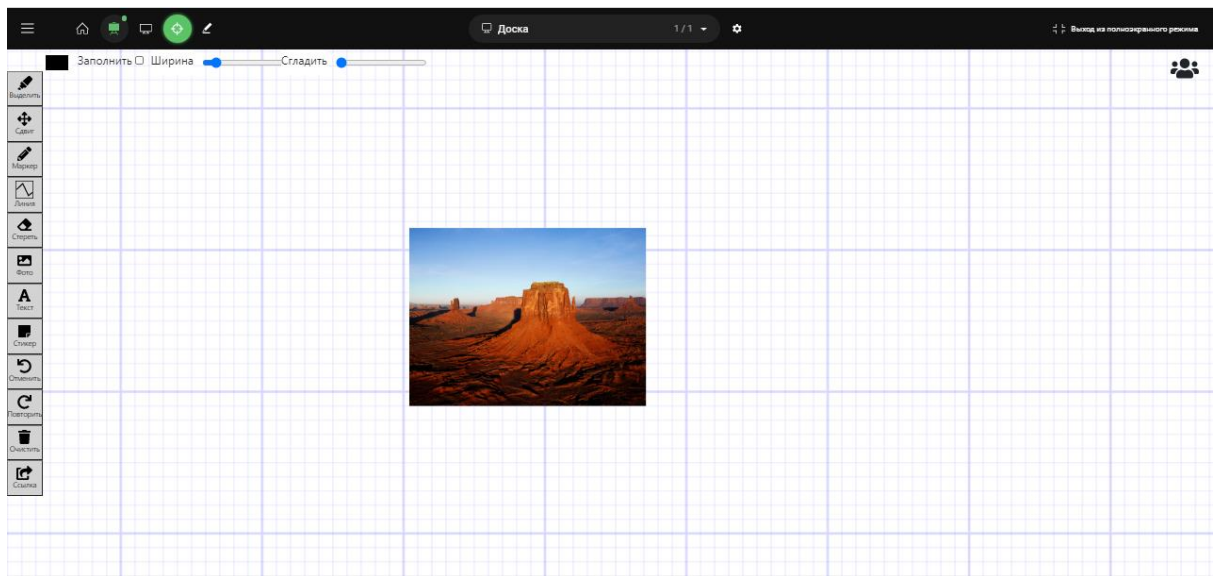 Доска
1/1
Выход из полноэкранного режима
Заполнить Ширина Сгладить
Выделить
Сдвиг
Маркер
Линия
Стереть
Фото
Текст
Стикер
Отменить
Повторить
Очистить
Ссылка